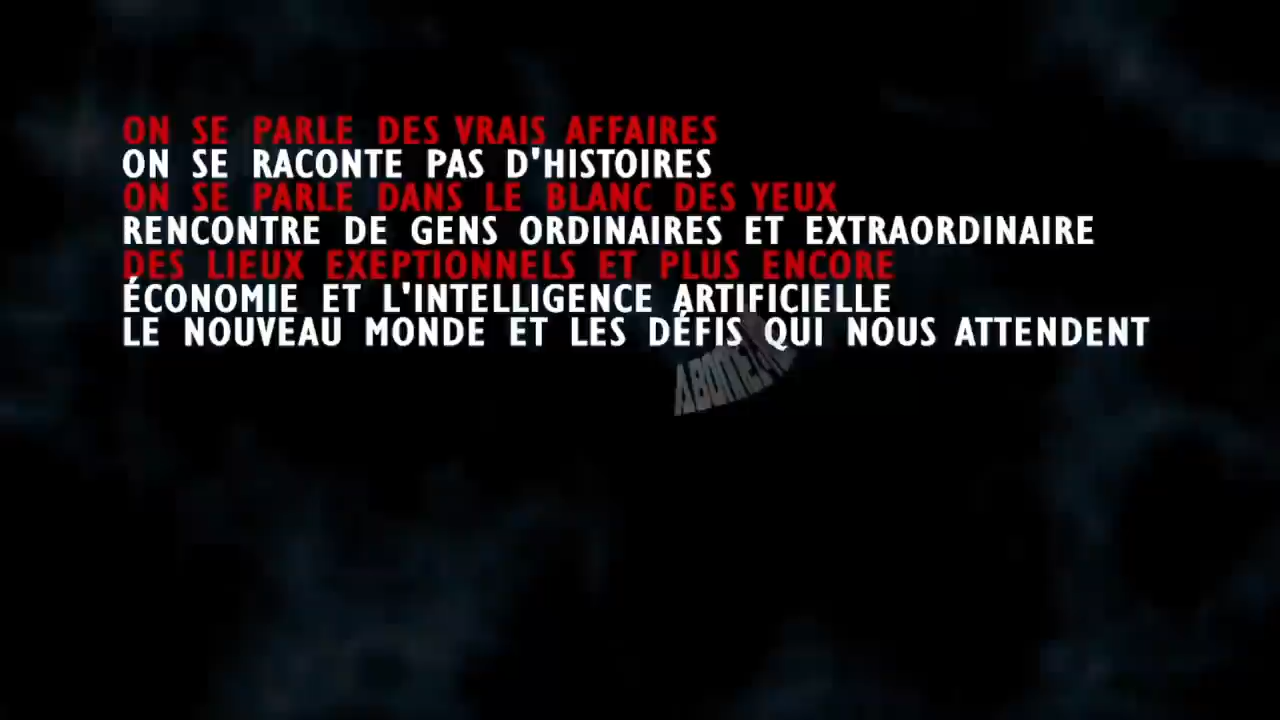 ON SE PARLE DES VRAIS AFFAIRES
ON SE RACONTE PAS D'HISTOIRES
ON SE PARLE DANS LE BLANC DES YEUX
RENCONTRE DE GENS ORDINAIRES ET EXTRAORDINAIRE
DES LIEUX EXEPTIONNELS ET PLUS ENCORE
ÉCONOMIE ET L'INTELLIGENCE ARTIFICIELLE
LE NOUVEAU MONDE ET LES DÉFIS QUI NOUS ATTENDENT